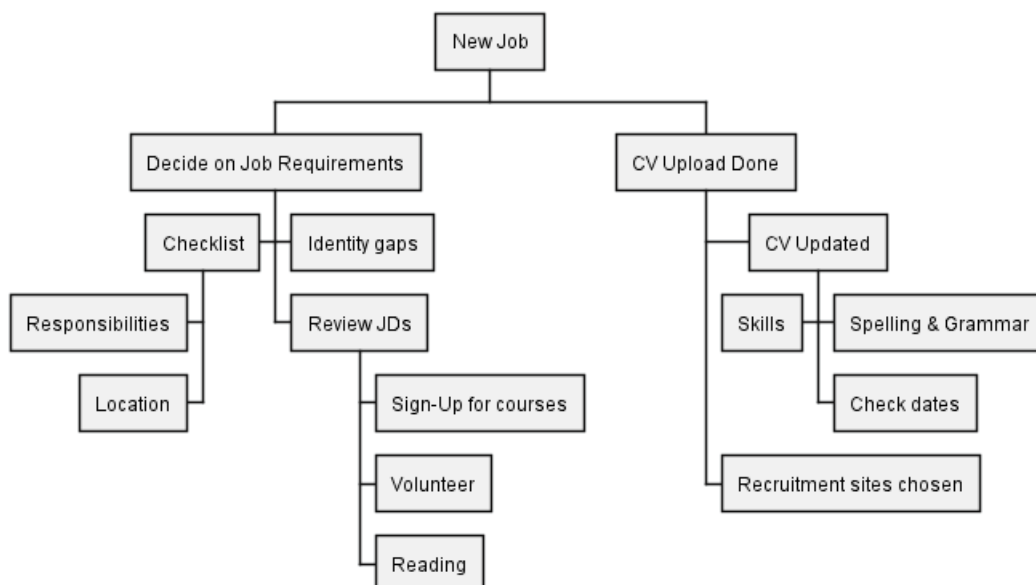 New Job
Decide on Job Requirements
CV Upload Done
Checklist
Identity gaps
CV Updated
Responsibilities
Review JDs
Skills
Spelling & Grammar
Location
Sign-Up for courses
Check dates
Volunteer
Recruitment sites chosen
Reading